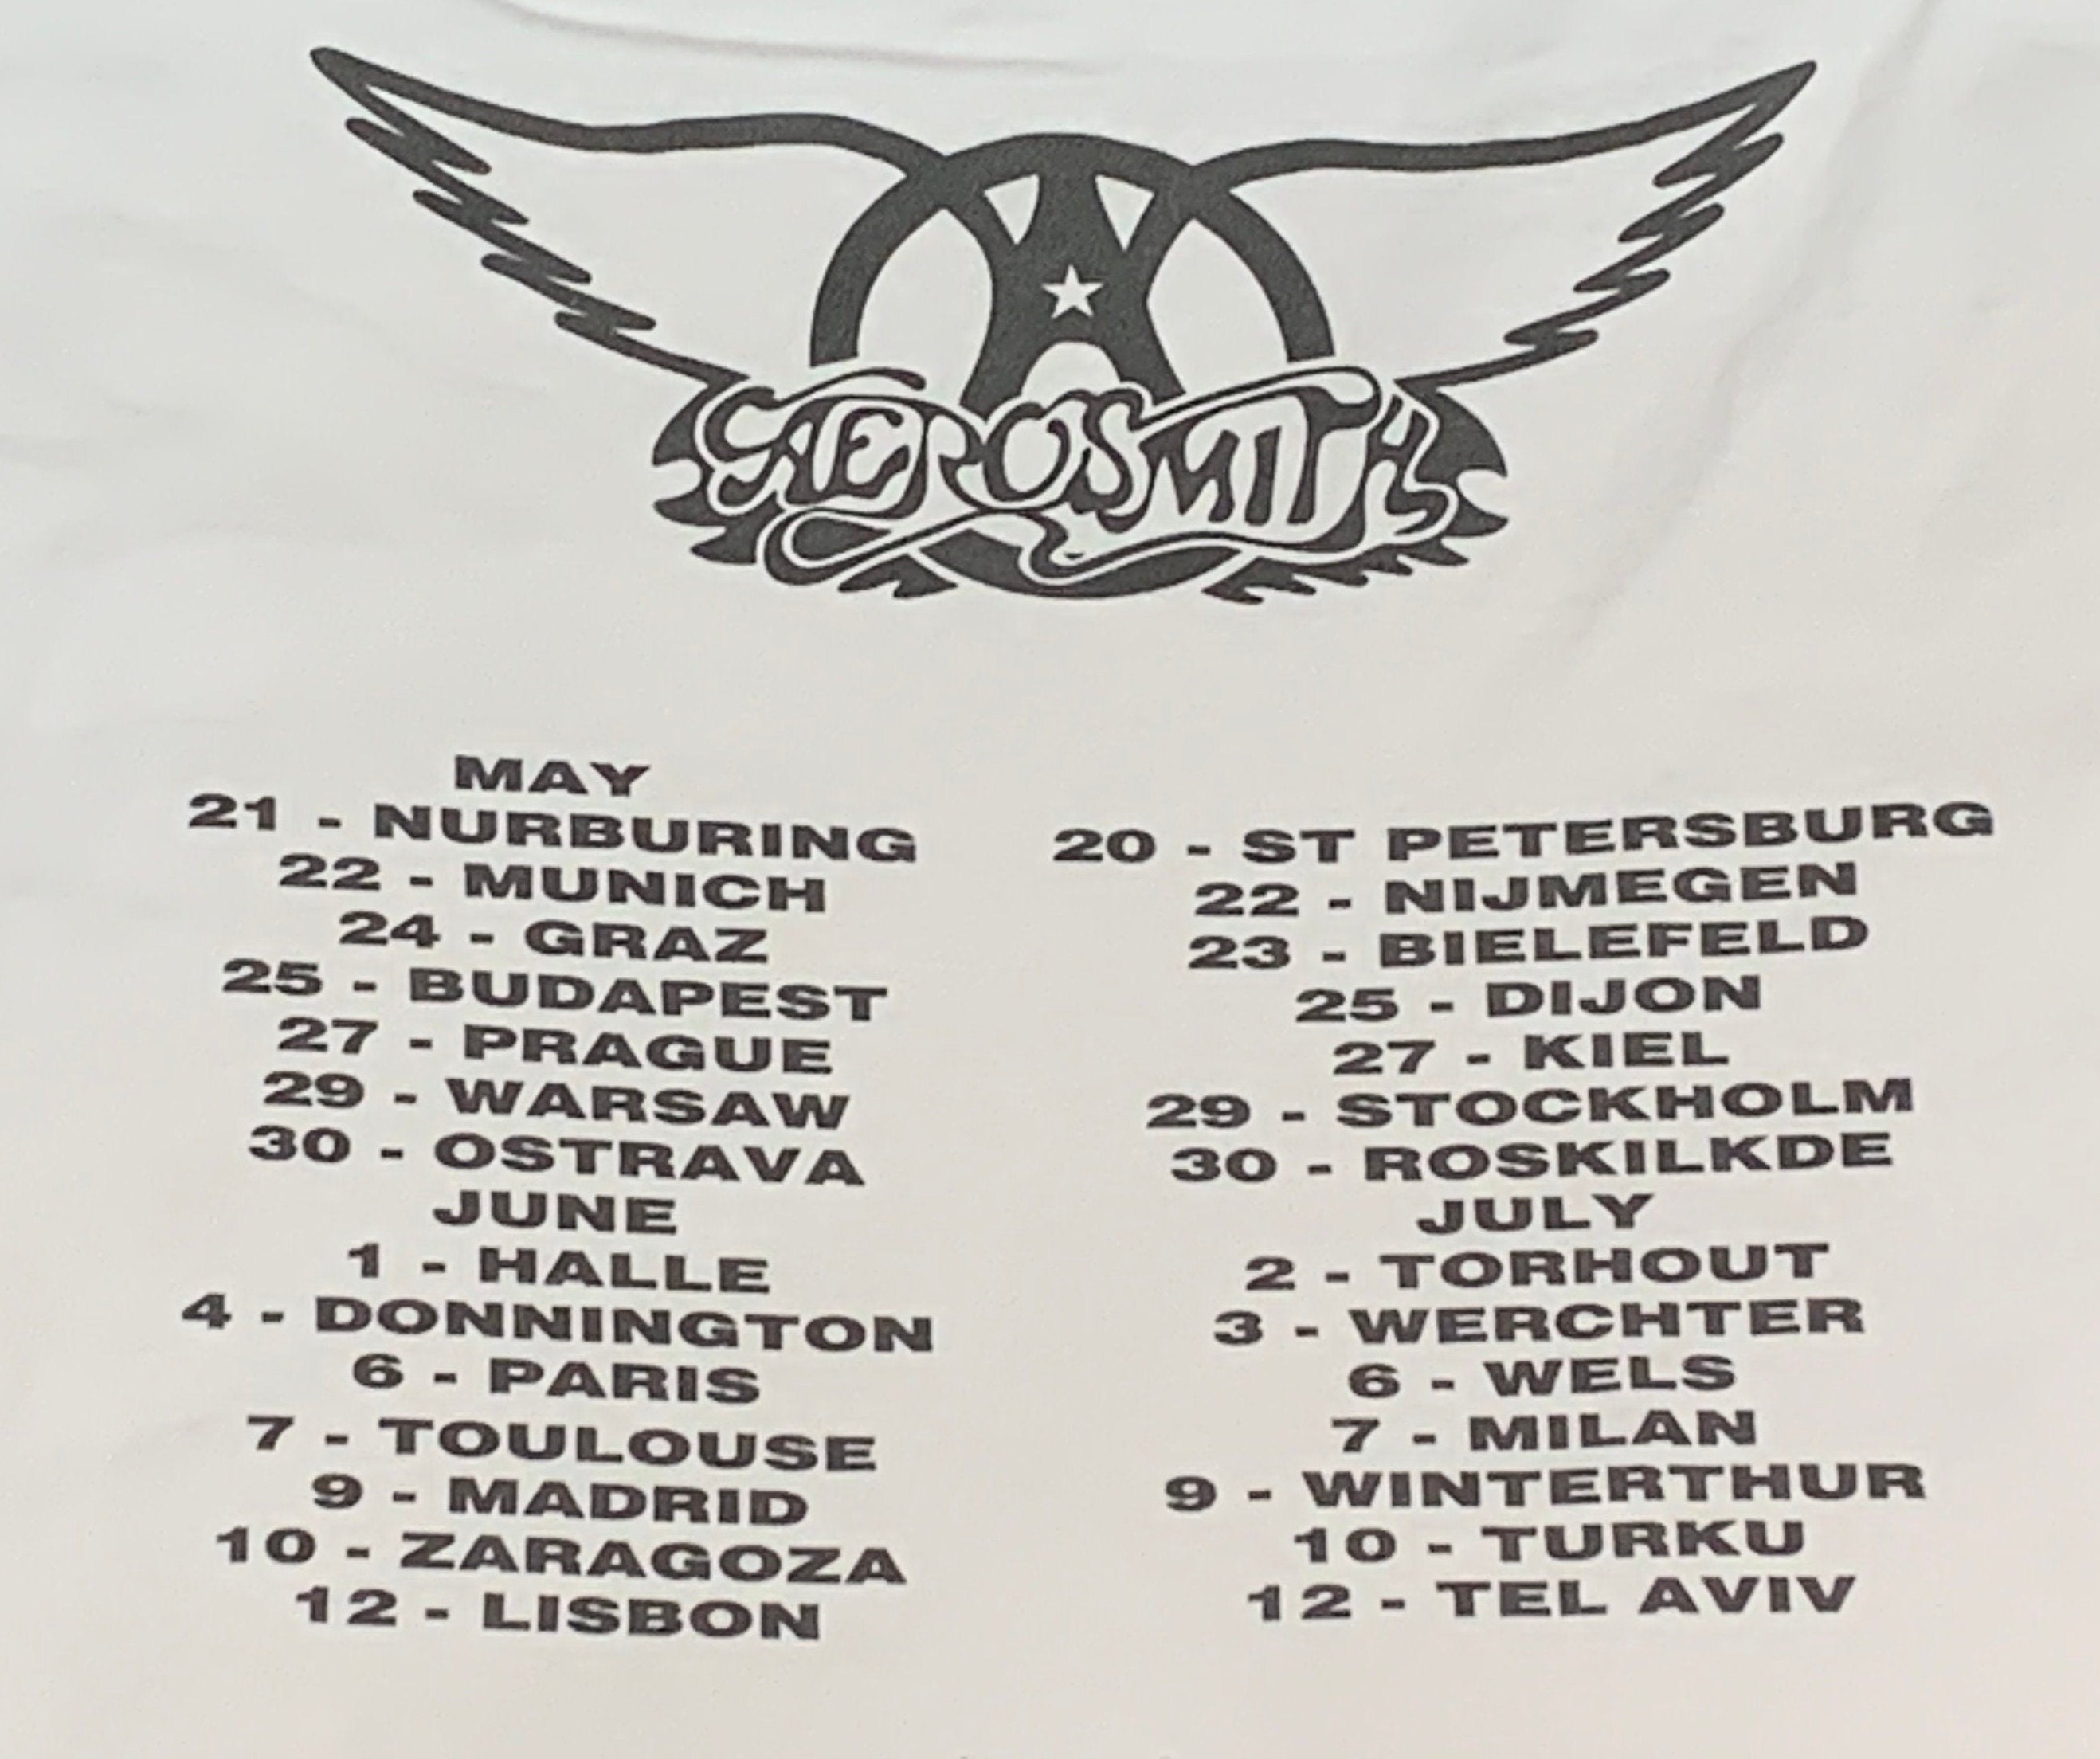 AEROSMITH
MAY
21 - NURBURING
22 - MUNICH
24 - GRAZ
25 - BUDAPEST
27 - PRAGUE
29 - WARSAW
30 - OSTRAVA
JUNE
1 - HALLE
4 - DONNINGTON
6 - PARIS
7 - TOULOUSE
9 - MADRID
10 - ZARAGOZA
12 - LISBON
20 - ST PETERSBURG
22 - NIJMEGEN
23 - BIELEFELD
25 - DIJON
27 - KIEL
29 - STOCKHOLM
30 - ROSKILKDE
JULY
2 - TORHOUT
3 - WERCHTER
6 - WELS
7 - MILAN
9 - WINTERTHUR
10 - TURKU
12 - TEL AVIV